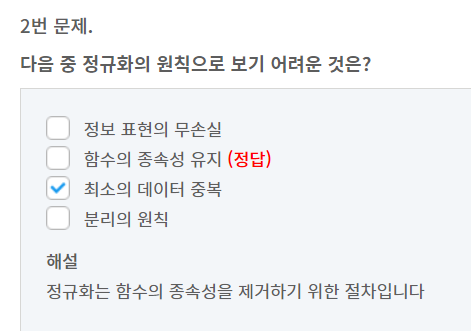 2번 문제.
다음 중 정규화의 원칙으로 보기 어려운 것은?
정보 표현의 무손실
함수의 종속성 유지 (정답)
최소의 데이터 중복
분리의 원칙
해설
정규화는 함수의 종속성을 제거하기 위한 절차입니다